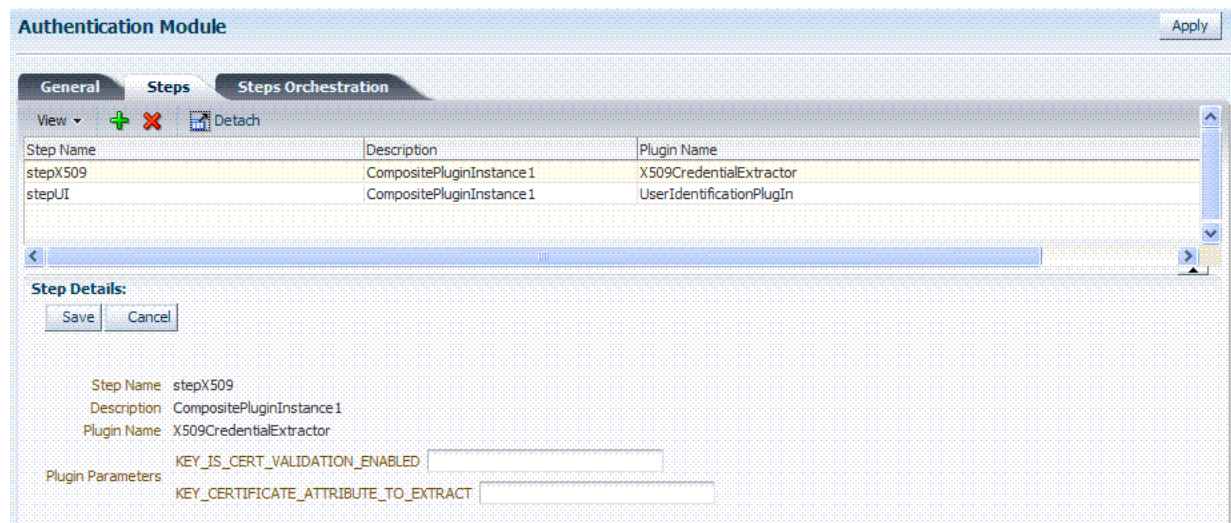 Authentication Module
Apply
General Steps Steps Orchestration
View Detach
Step Name Description Plugin Name
stepX509 CompositePluginInstance1 X509CredentialExtractor
stepUI CompositePluginInstance1 UserIdentificationPlugIn
Step Details:
Save Cancel
Step Name stepX509
Description CompositePluginInstance1
Plugin Name X509CredentialExtractor
Plugin Parameters
KEY_IS_CERT_VALIDATION_ENABLED
KEY_CERTIFICATE_ATTRIBUTE_TO_EXTRACT